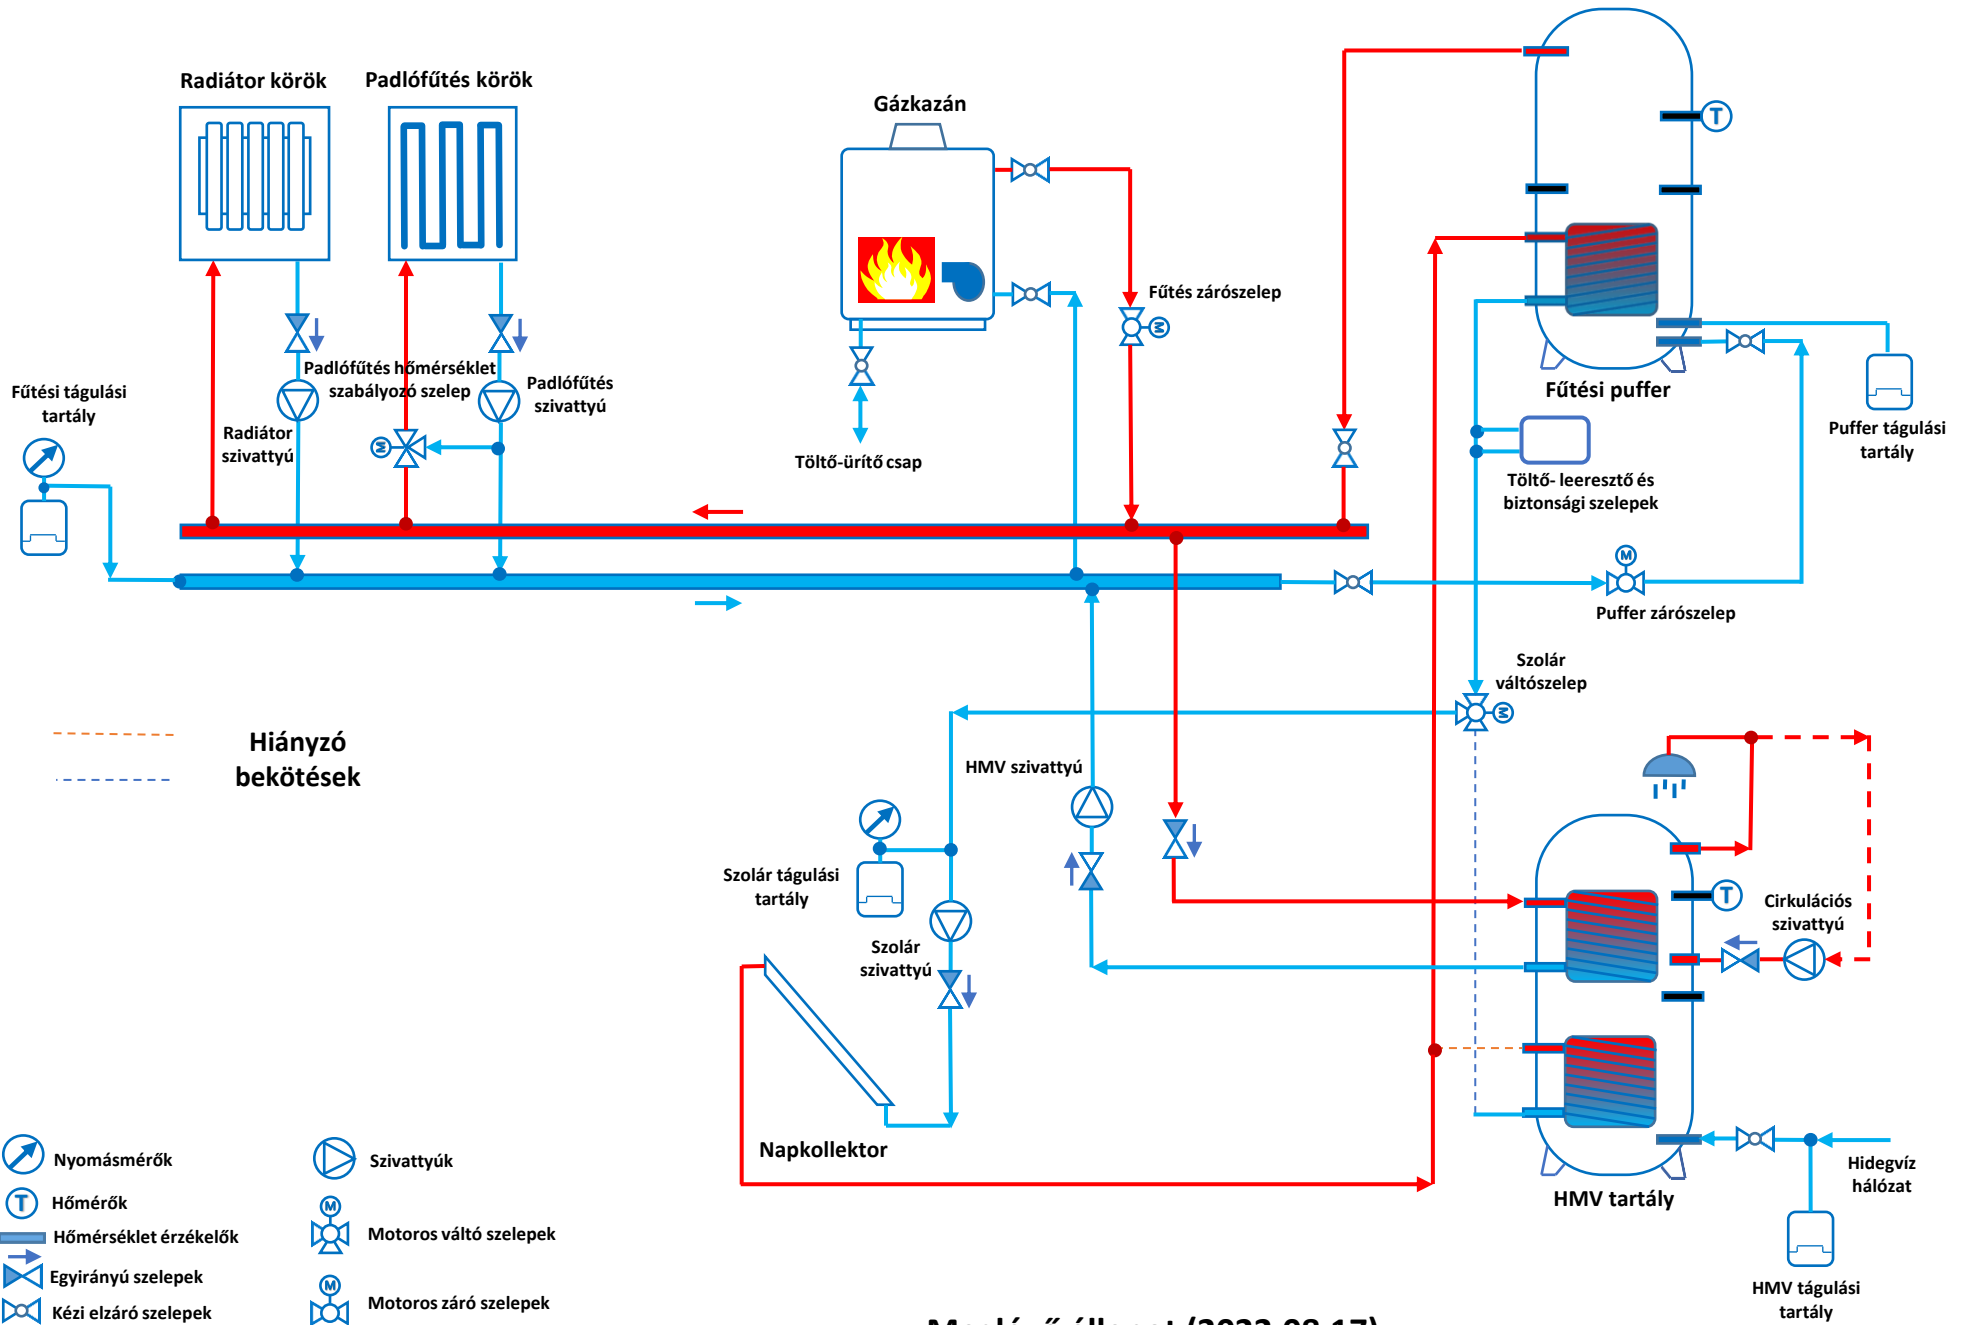 Radiátor körök
Padlófűtés körök
Gázkazán
T
Fűtés zárószelep
M
Padlófűtés hőmérséklet
szabályozó szelep
Padlófűtés
szivattyú
Fűtési tágulási
tartály
Radiátor
szivattyú
M
Töltő-ürítő csap
Fűtési puffer
Puffer tágulási
tartály
Töltő- leeresztő és
biztonsági szelepek
M
Puffer zárószelep
Szolár
váltószelep
M
Hiányzó
bekötések
HMV szivattyú
Szolár tágulási
tartály
Szolár
szivattyú
T
Cirkulációs
szivattyú
Napkollektor
HMV tartály
Hidegvíz
hálózat
HMV tágulási
tartály
Nyomásmérők
T
Hőmérők
Hőmérséklet érzékelők
Egyirányú szelepek
Kézi elzáró szelepek
Szivattyúk
M
Motoros váltó szelepek
M
Motoros záró szelepek
(2023-08-17)